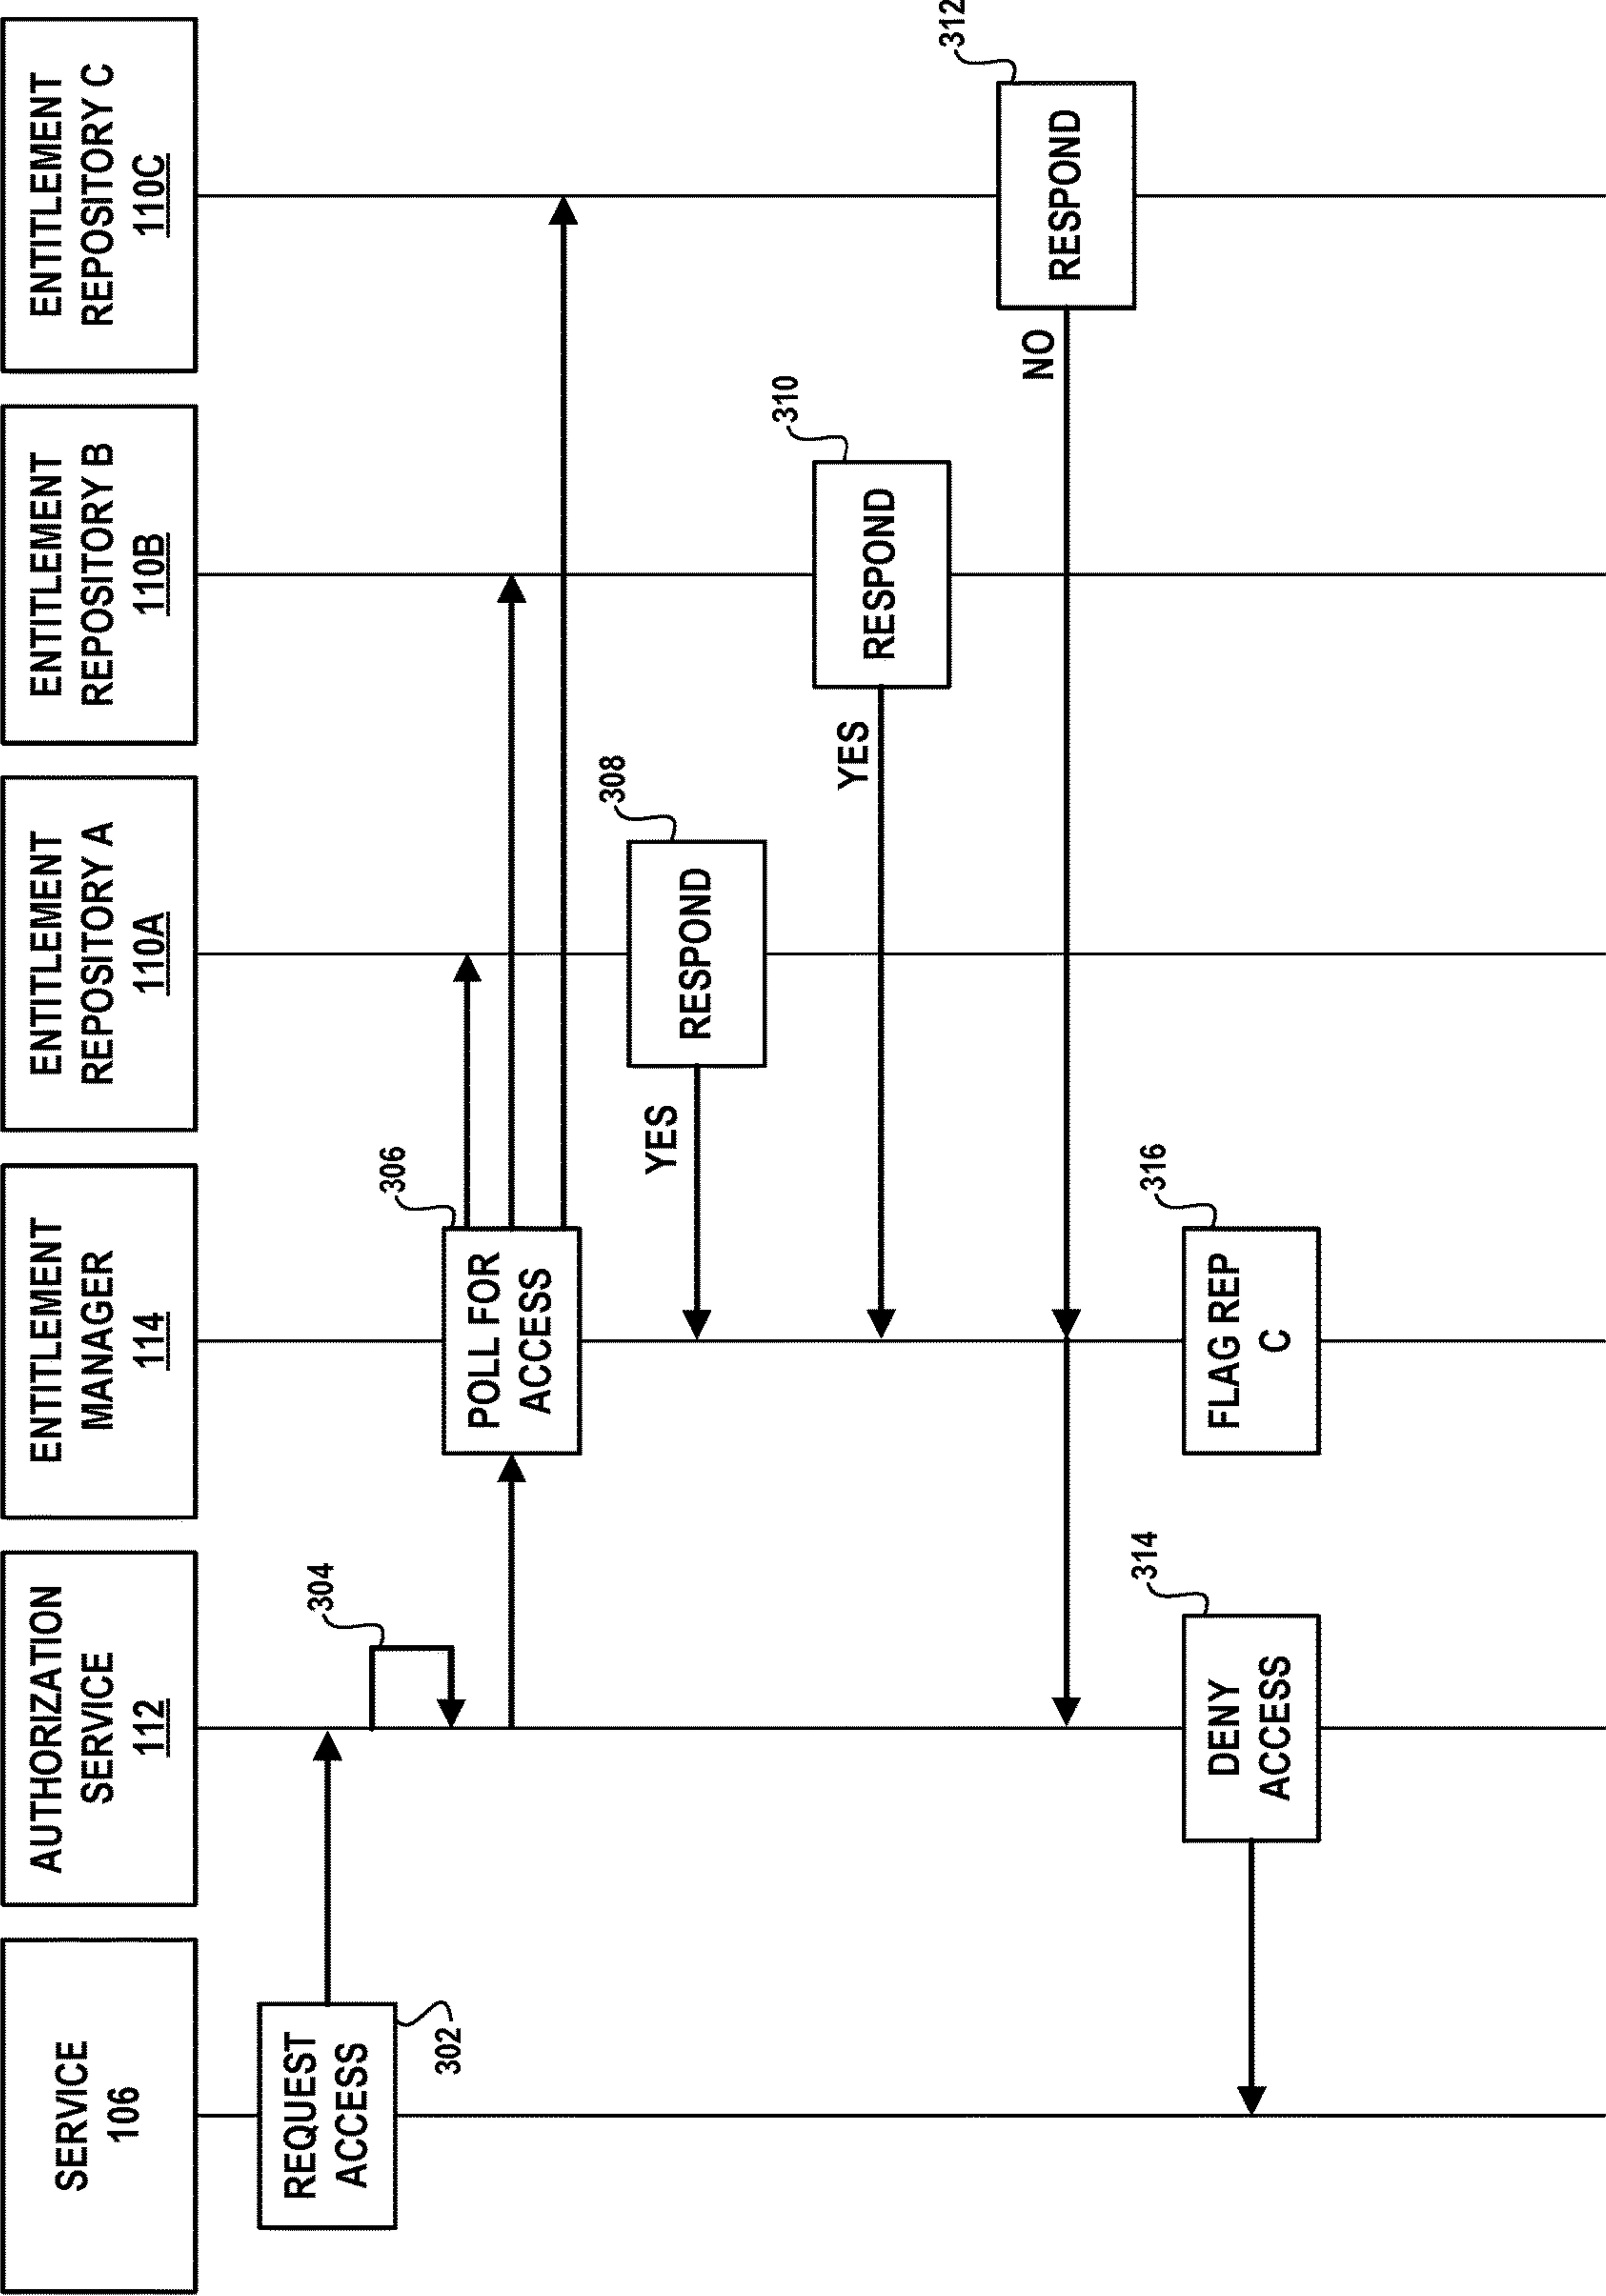 SERVICE
106
AUTHORIZATION
SERVICE
112
ENTITLEMENT
MANAGER
114
ENTITLEMENT
REPOSITORY A
110A
ENTITLEMENT
REPOSITORY B
110B
ENTITLEMENT
REPOSITORY C
110C
REQUEST
ACCESS
302
304
POLL FOR
ACCESS
306
RESPOND
308
YES
RESPOND
310
YES
RESPOND
312
NO
DENY
ACCESS
314
FLAG REP
C
316